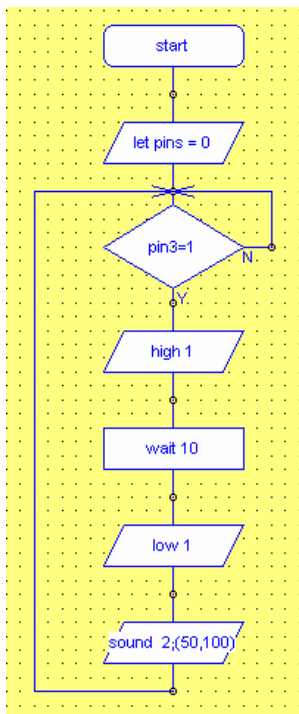 start
let pins = 0
pin3=1
N
Y
high 1
wait 10
low 1
sound 2;(50,100)